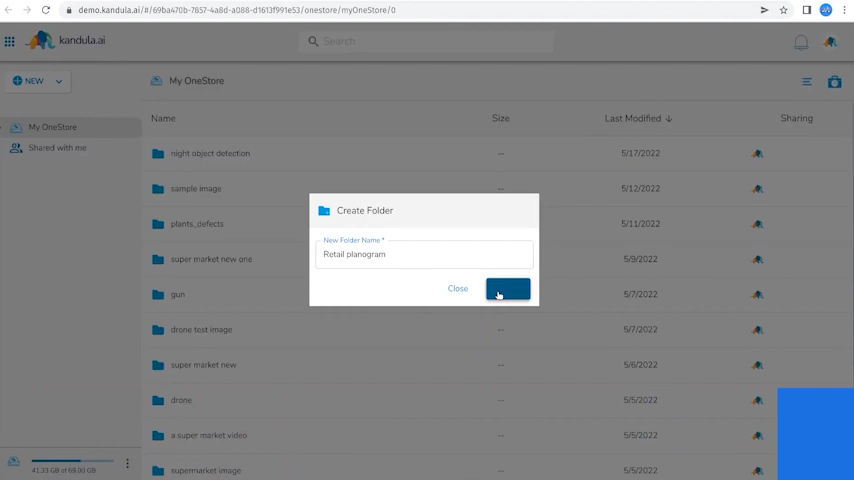 demo.kandula.ai/#/69ba470b-7857-4a8d-a088-d1613f991e53/onestore/myOneStore/0
kandula.ai
Search
NEW
My OneStore
Name
Size
Last Modified
Sharing
My OneStore
Shared with me
night object detection
--
5/17/2022
sample image
--
5/12/2022
plants_defects
5/11/2022
Create Folder
New Folder Name *
Retail planogram
Close
super market new one
5/9/2022
gun
5/7/2022
drone test image
--
5/7/2022
super market new
--
5/6/2022
drone
--
5/5/2022
a super market video
--
5/5/2022
supermarket image
--
5/5/2022
41.33 GB of 69.00 GB